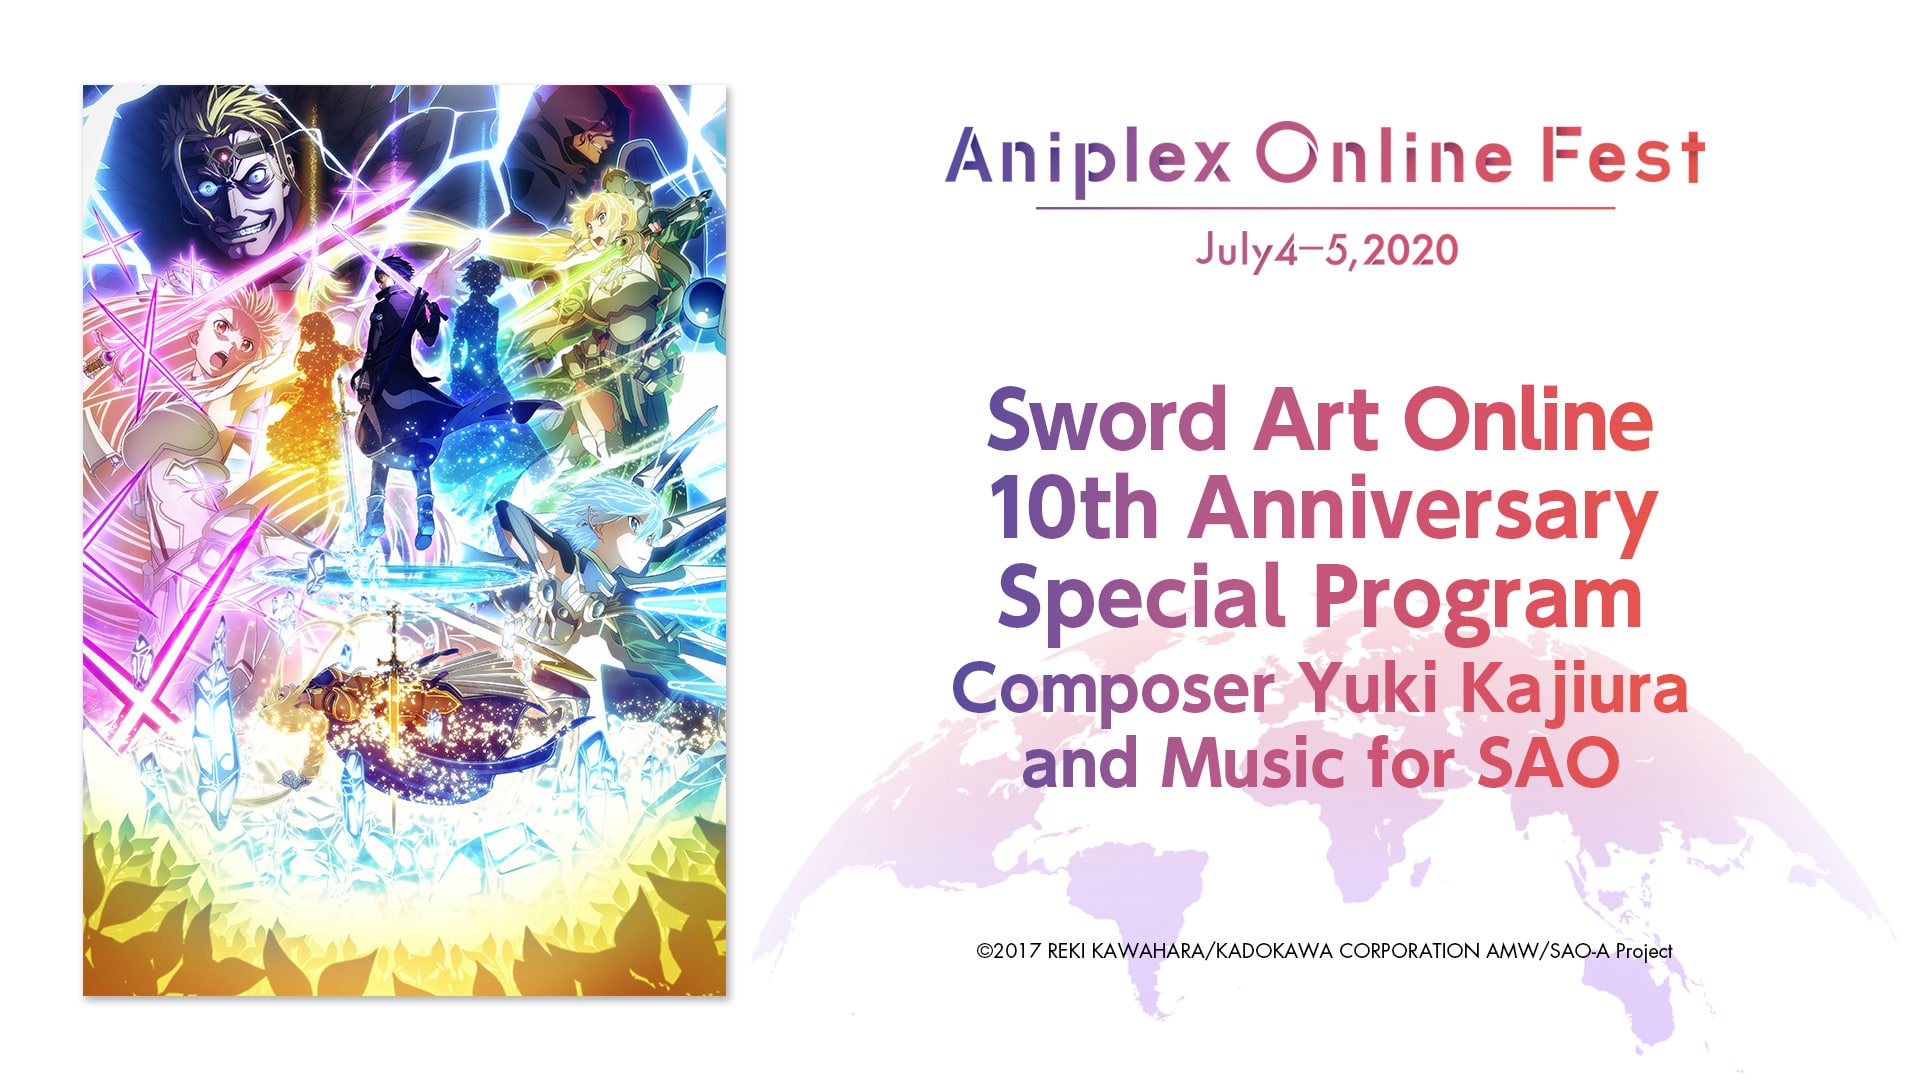 Aniplex Online Fest
July4–5,2020
Sword Art Online
10th Anniversary
Special Program
Composer Yuki Kajiura
and Music for SAO
©2017 REKI KAWAHARA/KADOKAWA CORPORATION AMW/SAO-A Project